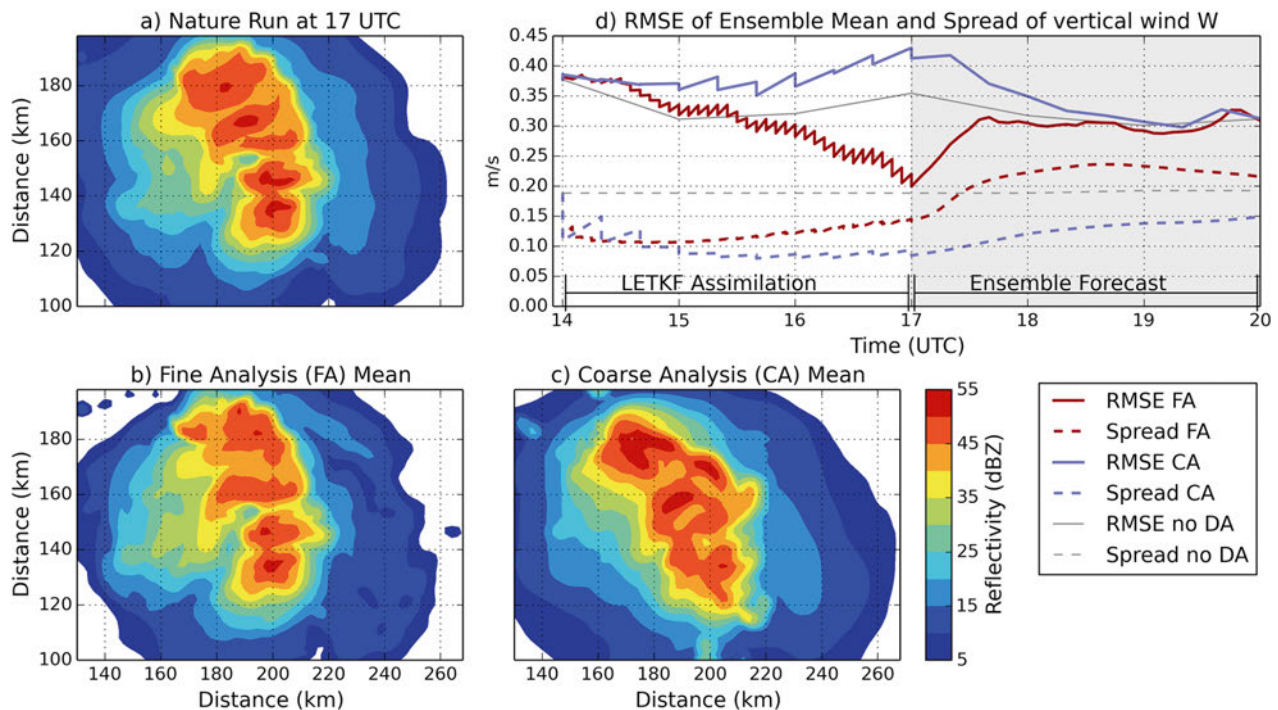 a) Nature Run at 17 UTC
Distance (km)
180
160
140
120
100
d) RMSE of Ensemble Mean and Spread of vertical wind W
m/s
0.45
0.40
0.35
0.30
0.25
0.20
0.15
0.10
0.05
0.00
LETKF Assimilation
Ensemble Forecast
14 15 16 17 18 19 20
Time (UTC)
b) Fine Analysis (FA) Mean
Distance (km)
180
160
140
120
100
140 160 180 200 220 240 260
Distance (km)
c) Coarse Analysis (CA) Mean
140 160 180 200 220 240 260
Distance (km)
Reflectivity (dBZ)
55
45
35
25
15
5
RMSE FA
Spread FA
RMSE CA
Spread CA
RMSE no DA
Spread no DA